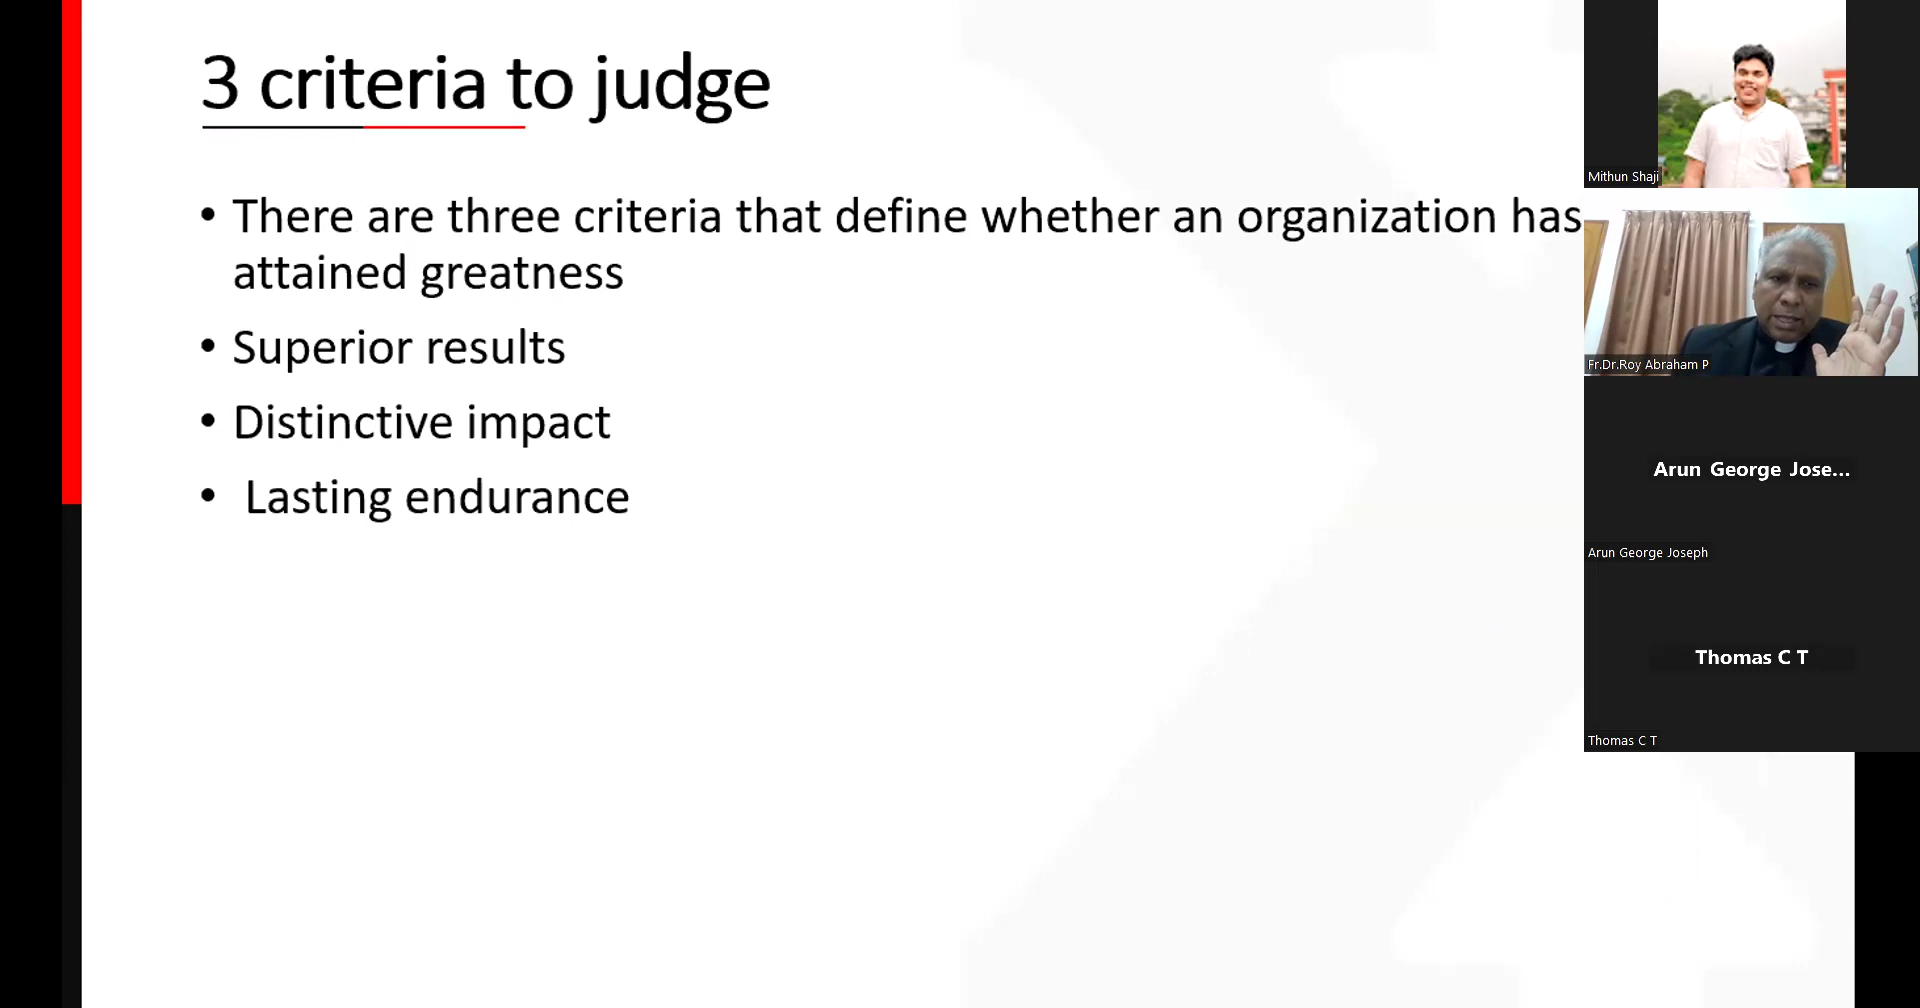 3 criteria to judge
• There are three criteria that define whether an organization has
attained greatness
• Superior results
• Distinctive impact
• Lasting endurance
Mithun Shaji
Fr.Dr.Roy Abraham P
Arun George Jose...
Arun George Joseph
Thomas C T
Thomas C T